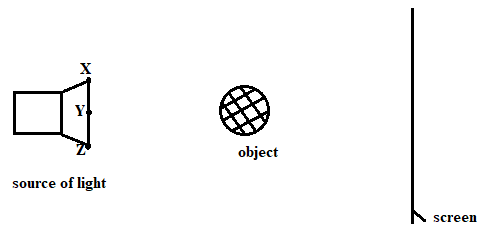 X
Y
Z
object
source of light
screen